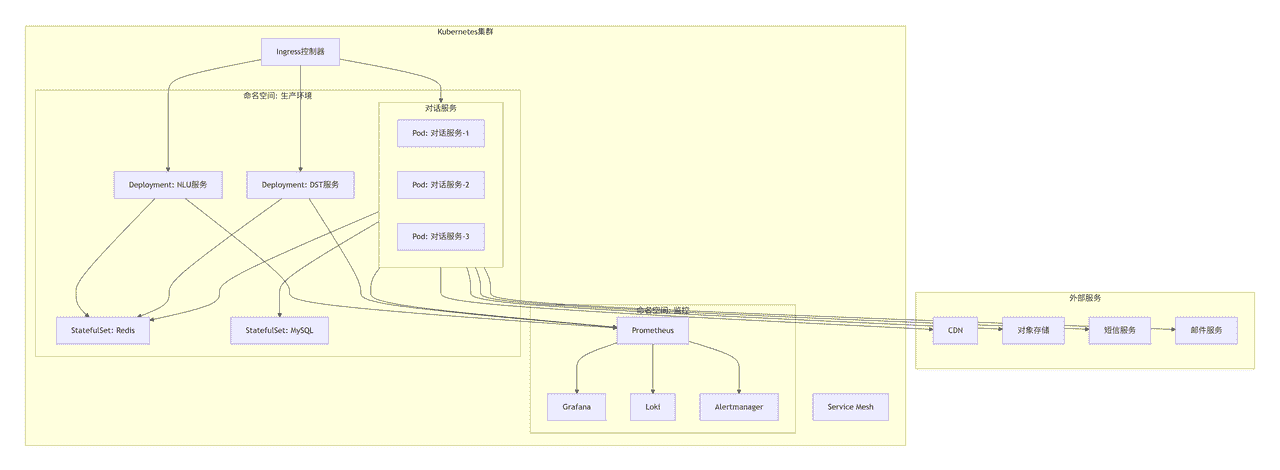 Kubernetes集群
Ingress控制器
命名空间: 生产环境
对话服务
Pod: 对话服务-1
Deployment: NLU服务
Deployment: DST服务
Pod: 对话服务-2
Pod: 对话服务-3
StatefulSet: Redis
StatefulSet: MySQL
命名空间: 监控
Prometheus
Grafana
Loki
Alertmanager
Service Mesh
外部服务
CDN
对象存储
短信服务
邮件服务